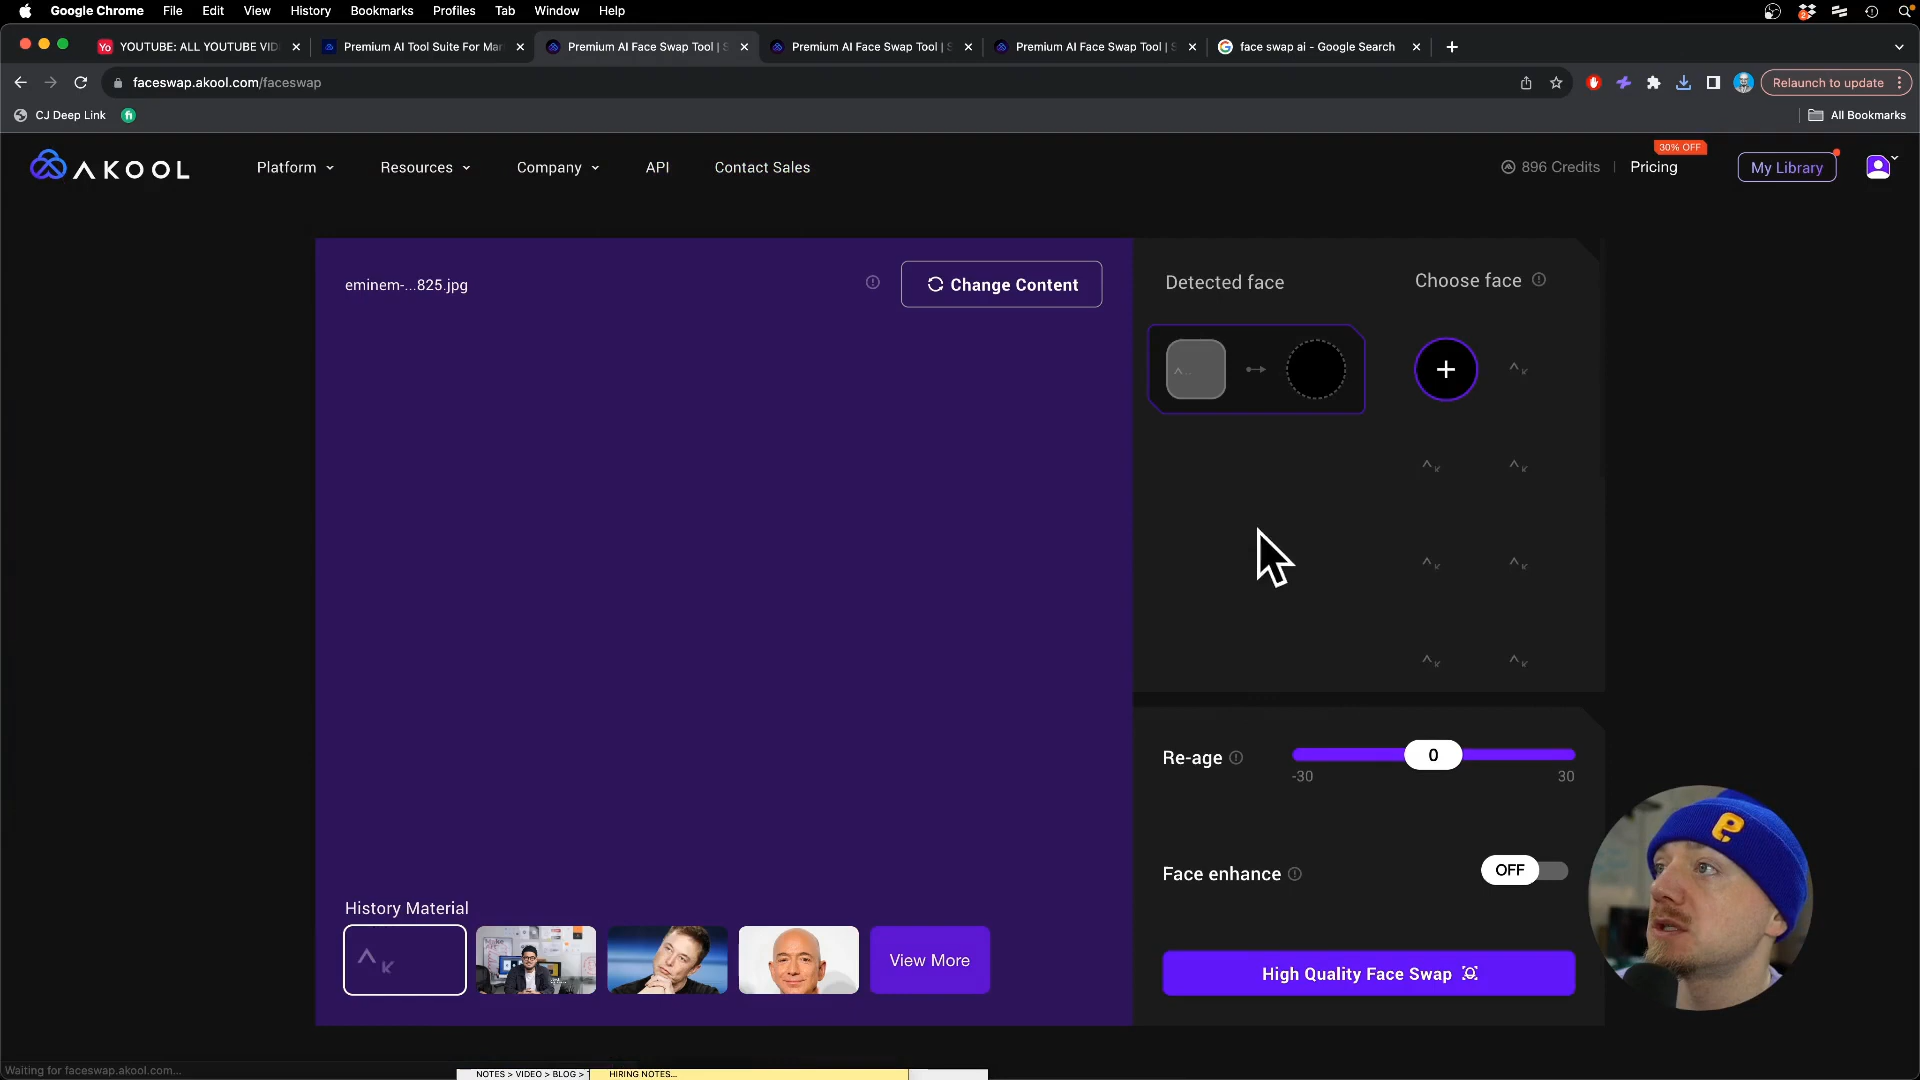 Google Chrome File Edit View History Bookmarks Profiles Tab Window Help
YOUTUBE: ALL YOUTUBE VID Premium AI Tool Suite For Mar Premium AI Face Swap Tool | S Premium AI Face Swap Tool | S Premium AI Face Swap Tool | S face swap ai - Google Search
faceswap.akool.com/faceswap Relaunch to update
CJ Deep Link All Bookmarks
30% OFF
AKOOL Platform Resources Company API Contact Sales 896 Credits Pricing My Library
eminem-...825.jpg Change Content Detected face Choose face
Re-age 0
-30 30
Face enhance OFF
History Material
View More
High Quality Face Swap
Waiting for faceswap.akool.com...
NOTES > VIDEO > BLOG > HIRING NOTES...